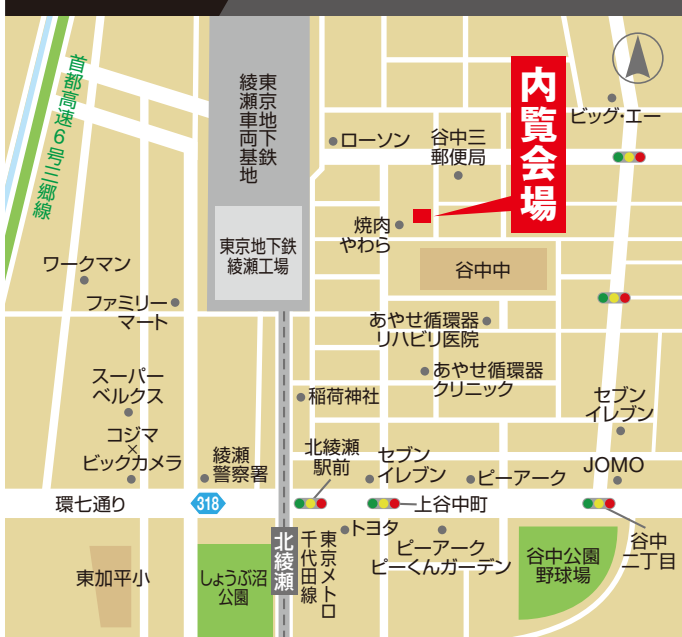 首都高速6号三郷線
東京地下鉄
綾瀬車両基地
ローソン
谷中三
郵便局
内覧会場
ビッグ・エー
焼肉
やわら
東京地下鉄
綾瀬工場
谷中中
ワークマン
ファミリー
マート
あやせ循環器
リハビリ医院
あやせ循環器
クリニック
スーパー
ベルクス
稲荷神社
セブン
イレブン
コジマ
×
ビックカメラ
綾瀬
警察署
北綾瀬
駅前
セブン
イレブン
ピーアーク
JOMO
環七通り
318
上谷中町
トヨタ
北綾瀬
東京メトロ
千代田線
ピーアーク
ピーくんガーデン
谷中公園
野球場
谷中
二丁目
東加平小
しょうぶ沼
公園